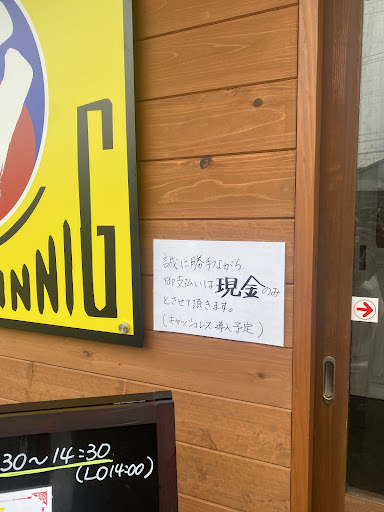 NNIG
誠に勝手ながら
御支払いは現金のみ
とさせて頂きます。
(キャッシュレス導入予定)
30～14:30
(LO14:00)